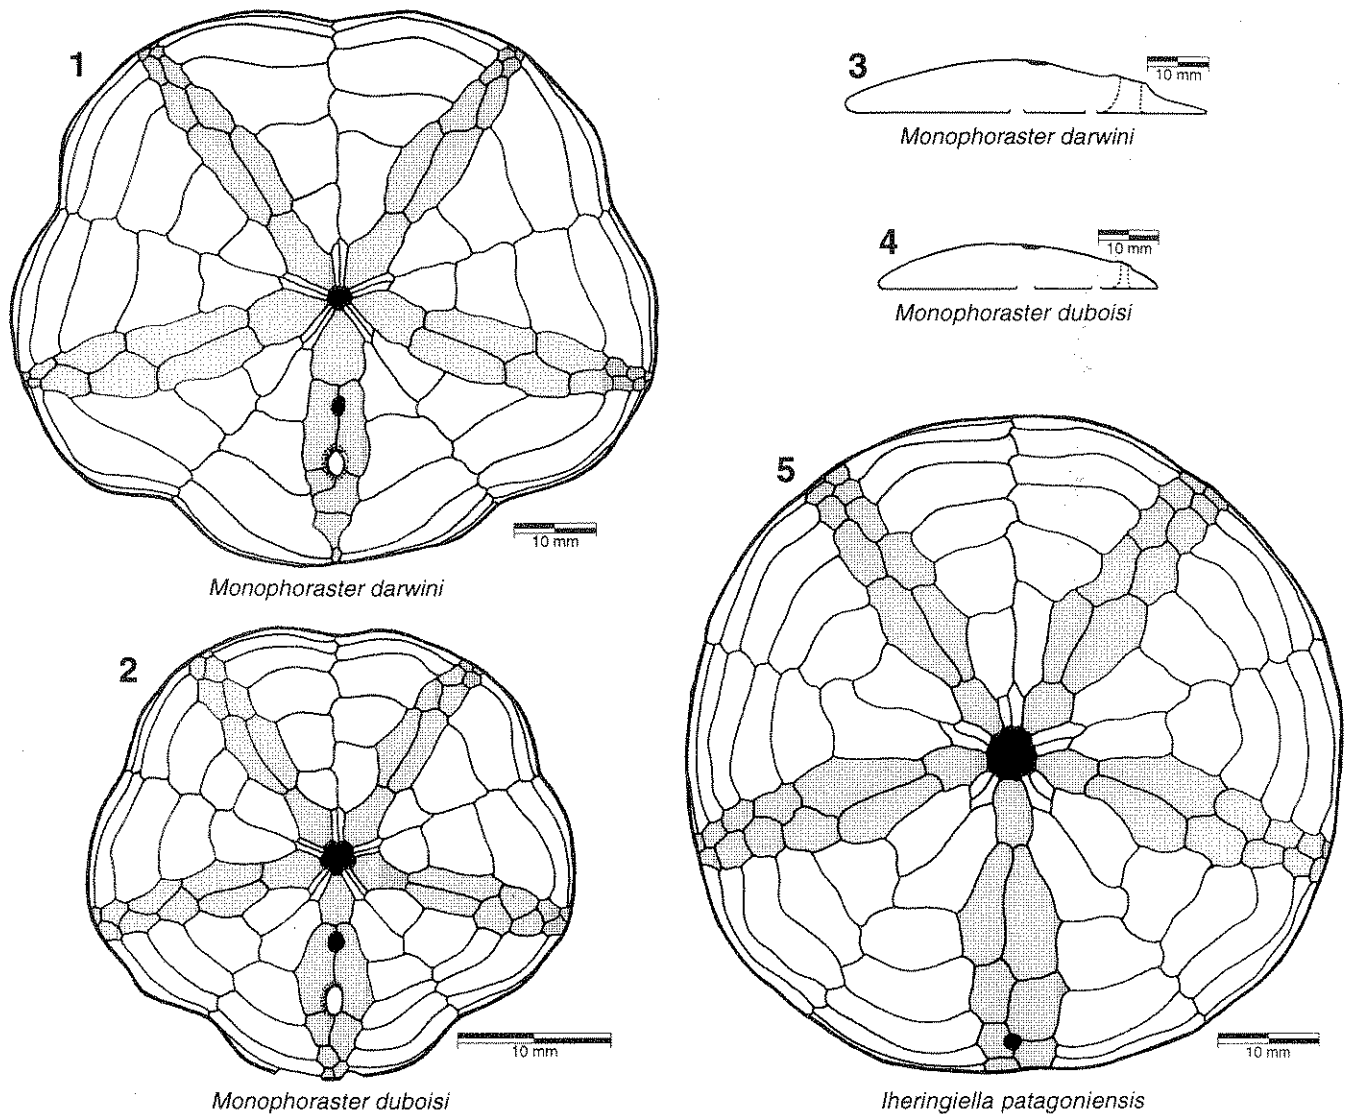 1
10 mm
Monophoraster darwini
2
10 mm
Monophoraster duboisi
3
10 mm
Monophoraster darwini
4
10 mm
Monophoraster duboisi
5
10 mm
Iheringiella patagoniensis